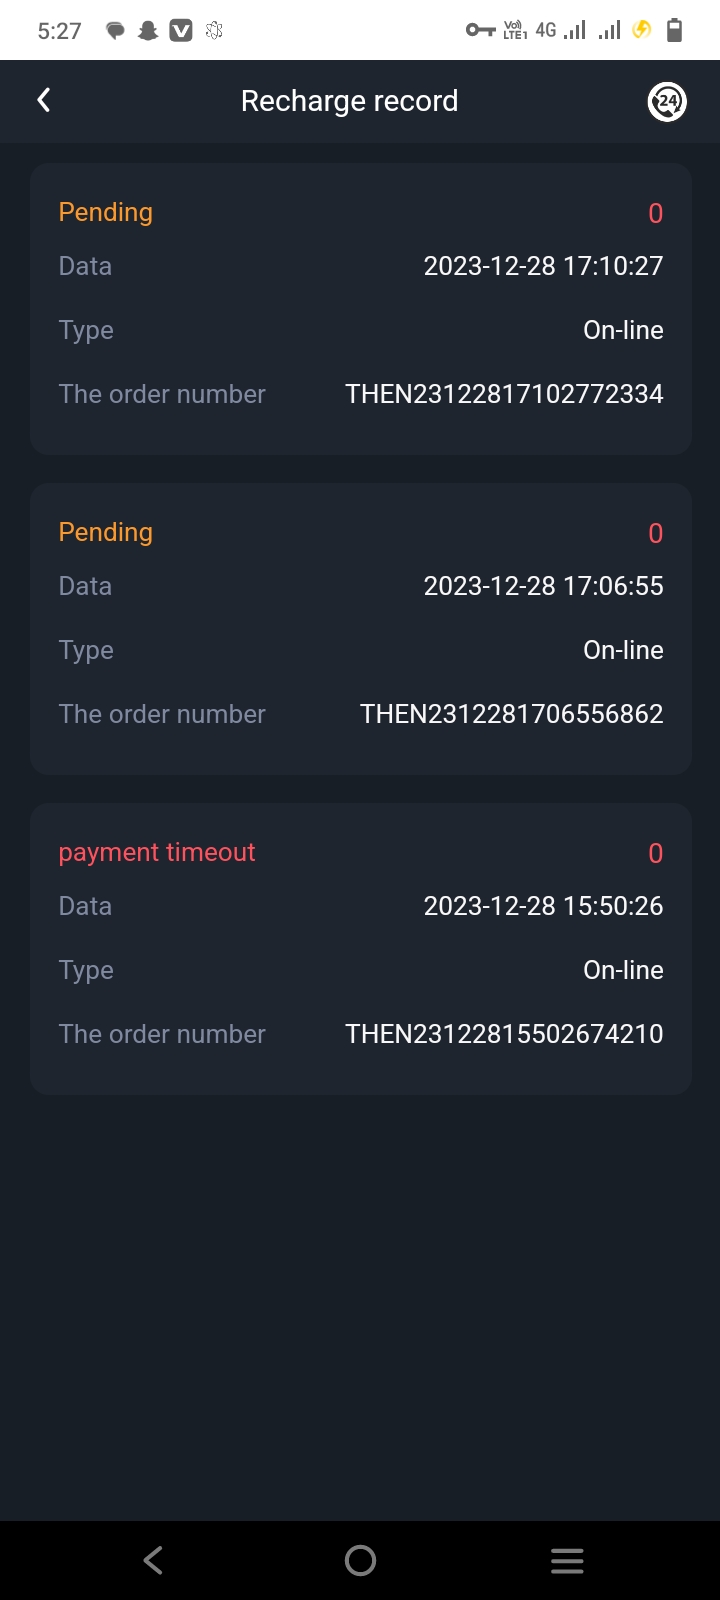 5:27 VoLTE1 4G
Recharge record 24
Pending 0
Data 2023-12-28 17:10:27
Type On-line
The order number THEN23122817102772334
Pending 0
Data 2023-12-28 17:06:55
Type On-line
The order number THEN2312281706556862
payment timeout 0
Data 2023-12-28 15:50:26
Type On-line
The order number THEN23122815502674210